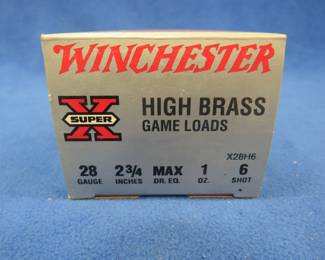 WINCHESTER
SUPER X
HIGH BRASS
GAME LOADS
X28H6
28 2 3/4 MAX 1 6
GAUGE INCHES DR. EQ. OZ. SHOT